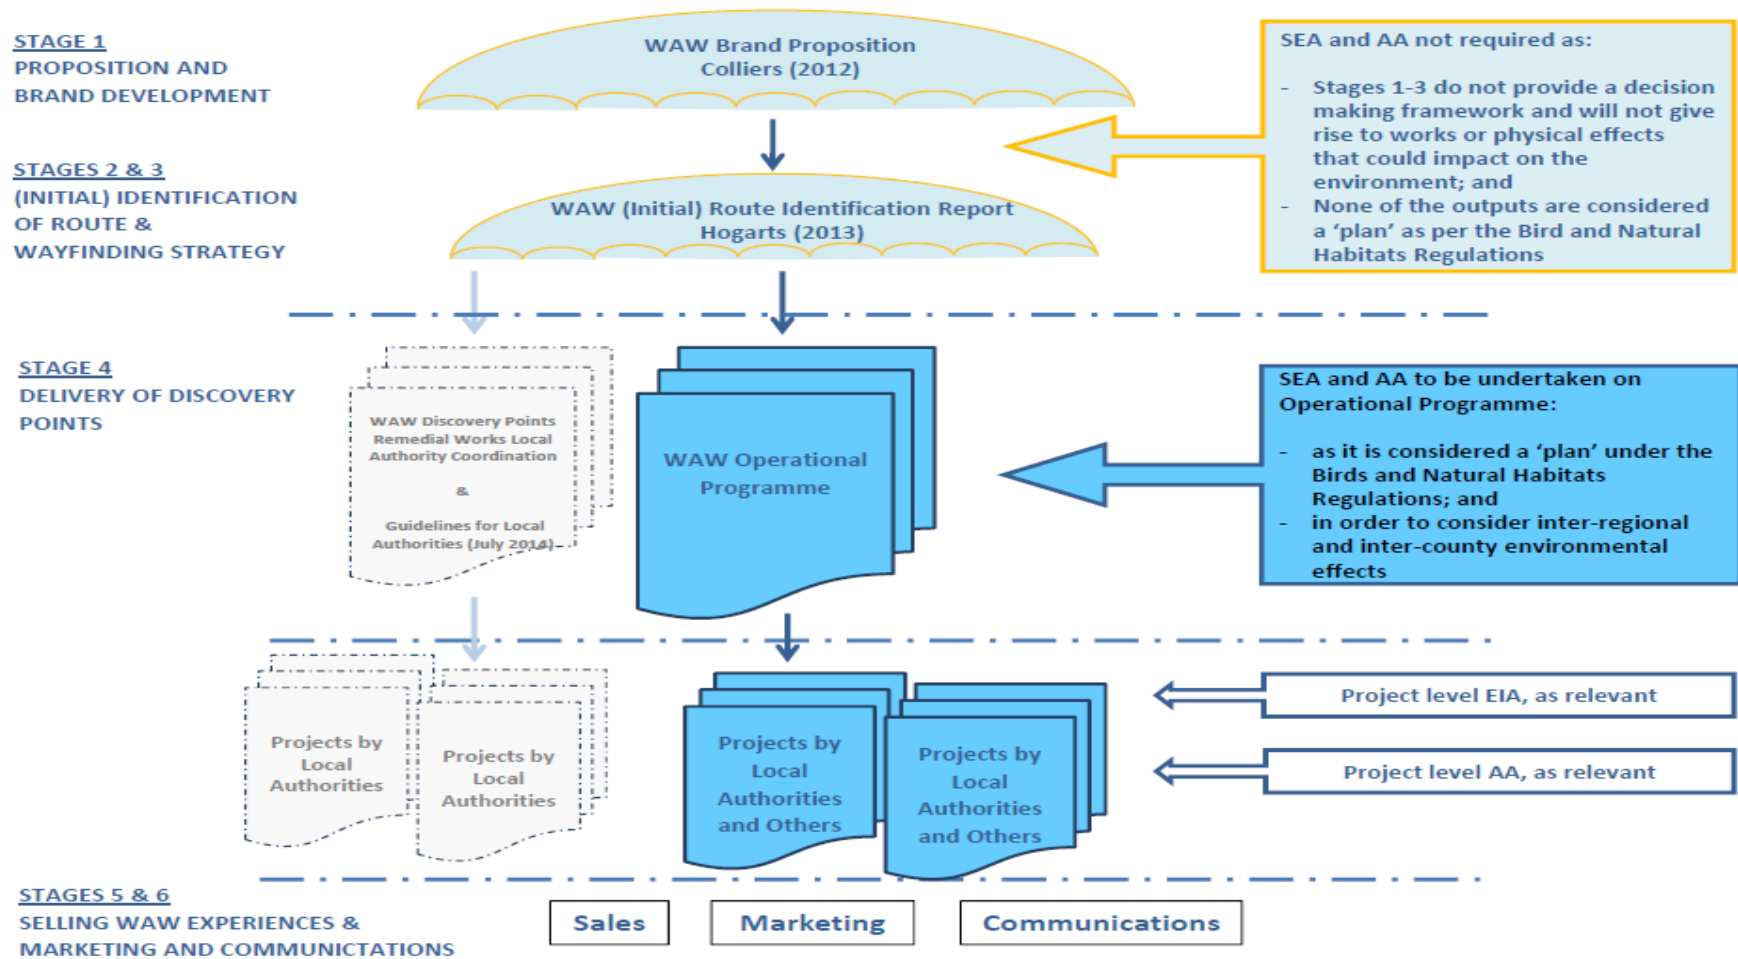 STAGE 1
PROPOSITION AND
BRAND DEVELOPMENT
WAW Brand Proposition
Colliers (2012)
SEA and AA not required as:
- Stages 1-3 do not provide a decision
making framework and will not give
rise to works or physical effects
that could impact on the
environment; and
- None of the outputs are considered
a ‘plan’ as per the Bird and Natural
Habitats Regulations
STAGES 2 & 3
(INITIAL) IDENTIFICATION
OF ROUTE &
WAYFINDING STRATEGY
WAW (Initial) Route Identification Report
Hogarts (2013)
STAGE 4
DELIVERY OF DISCOVERY
POINTS
WAW Discovery Points
Remedial Works Local
Authority Coordination
&
Guidelines for Local
Authorities (July 2014)
WAW Operational
Programme
SEA and AA to be undertaken on
Operational Programme:
- as it is considered a ‘plan’ under the
Birds and Natural Habitats
Regulations; and
- in order to consider inter-regional
and inter-county environmental
effects
Projects by
Local
Authorities
Projects by
Local
Authorities
Projects by
Local
Authorities
and Others
Projects by
Local
Authorities
and Others
Project level EIA, as relevant
Project level AA, as relevant
STAGES 5 & 6
SELLING WAW EXPERIENCES &
MARKETING AND COMMUNICTATIONS
Sales
Marketing
Communications